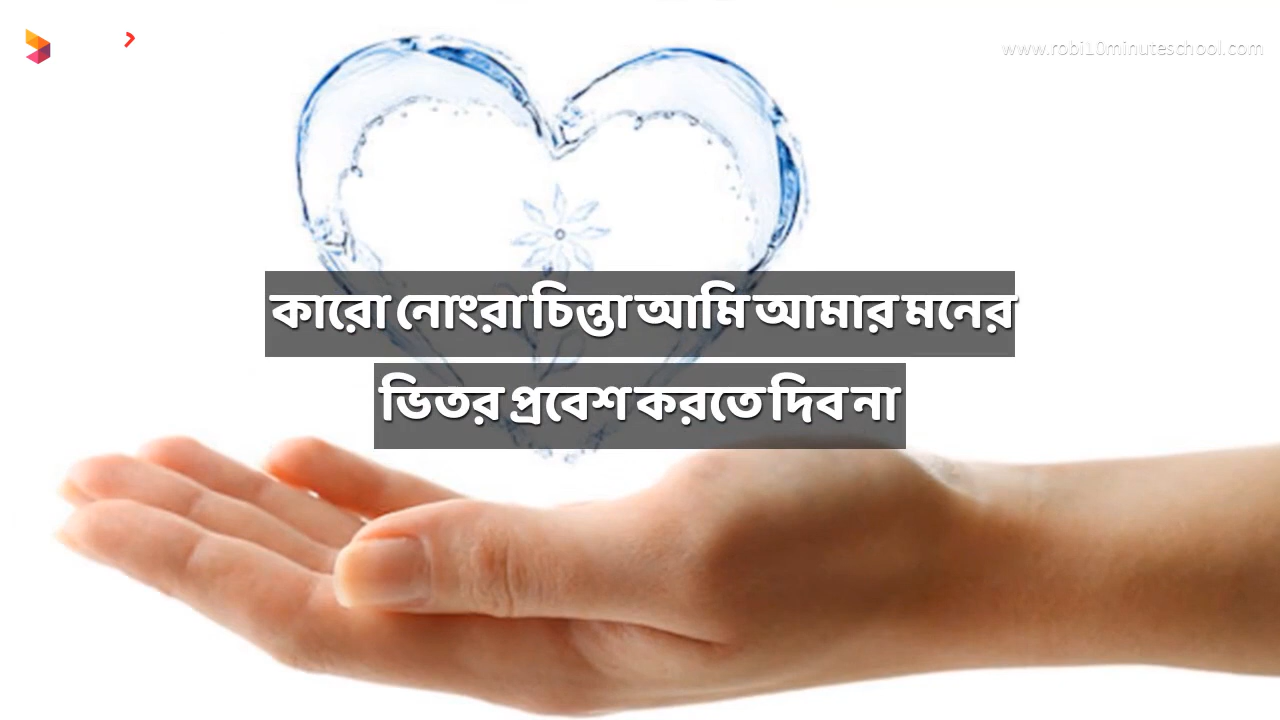 www.robi10minuteschool.com
কারো নোংরা চিন্তা আমি আমার মনের
ভিতর প্রবেশ করতে দিব না